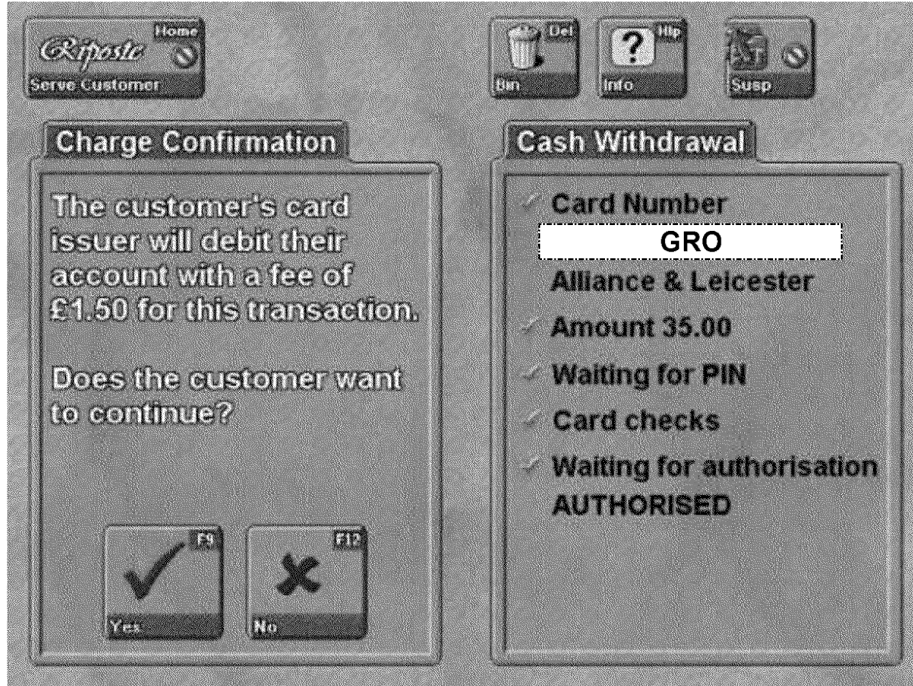 Riposte
Home
Serve Customer
Del
Bin
?
Hlp
Info
Susp
Charge Confirmation
The customer's card
issuer will debit their
account with a fee of
£1.50 for this transaction.
Does the customer want
to continue?
F9
Yes
F12
No
Cash Withdrawal
Card Number
GRO
Alliance & Leicester
Amount 35.00
Waiting for PIN
Card checks
Waiting for authorisation
AUTHORISED